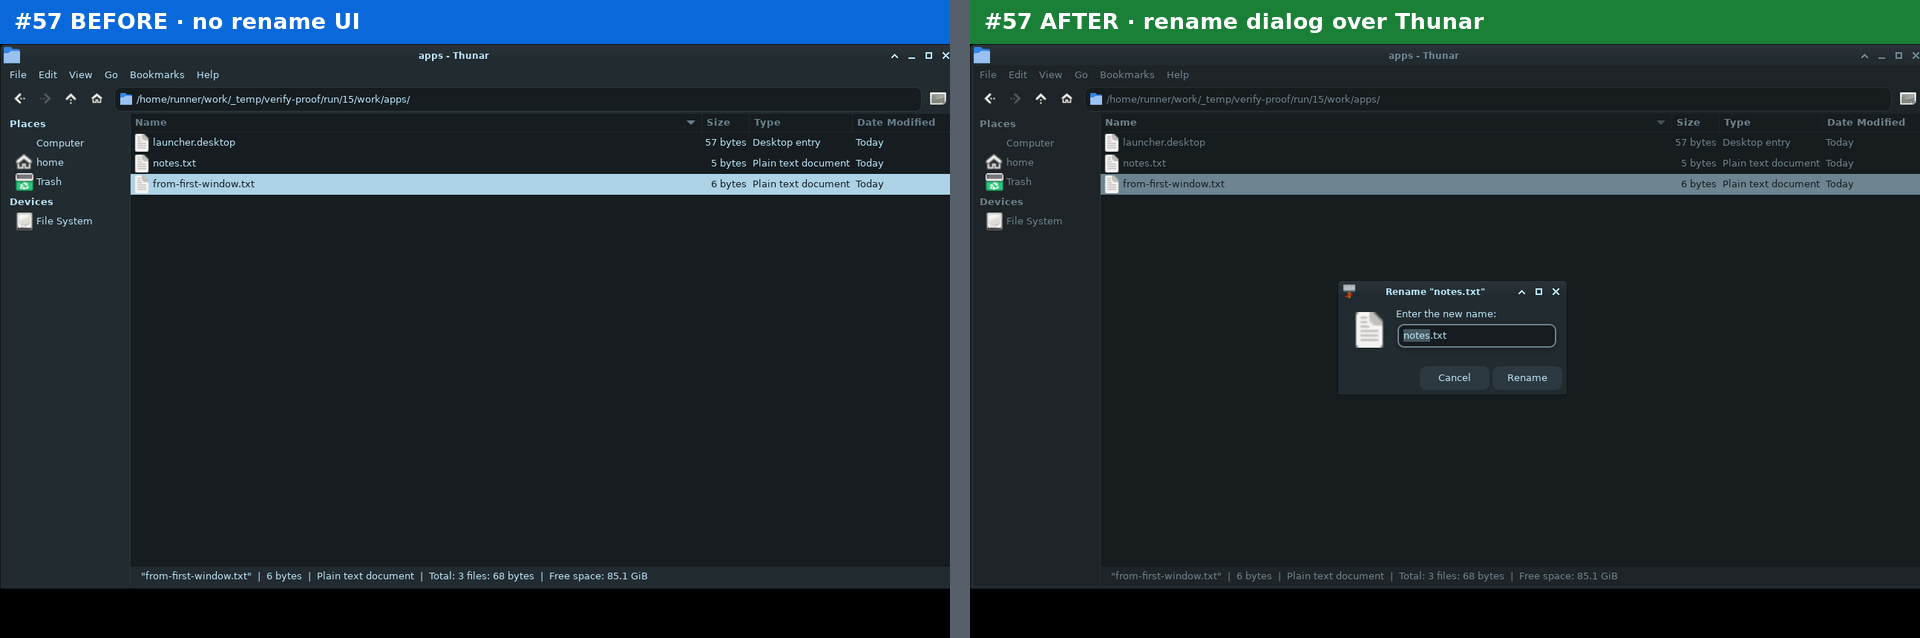 #57 BEFORE · no rename UI
apps - Thunar
File Edit View Go Bookmarks Help
/home/runner/work/_temp/verify-proof/run/15/work/apps/
Places
Computer
home
Trash
Devices
File System
Name Size Type Date Modified
launcher.desktop 57 bytes Desktop entry Today
notes.txt 5 bytes Plain text document Today
from-first-window.txt 6 bytes Plain text document Today
"from-first-window.txt" | 6 bytes | Plain text document | Total: 3 files: 68 bytes | Free space: 85.1 GiB
#57 AFTER · rename dialog over Thunar
apps - Thunar
File Edit View Go Bookmarks Help
/home/runner/work/_temp/verify-proof/run/15/work/apps/
Places
Computer
home
Trash
Devices
File System
Name Size Type Date Modified
launcher.desktop 57 bytes Desktop entry Today
notes.txt 5 bytes Plain text document Today
from-first-window.txt 6 bytes Plain text document Today
Rename "notes.txt"
Enter the new name:
notes.txt
Cancel Rename
"from-first-window.txt" | 6 bytes | Plain text document | Total: 3 files: 68 bytes | Free space: 85.1 GiB